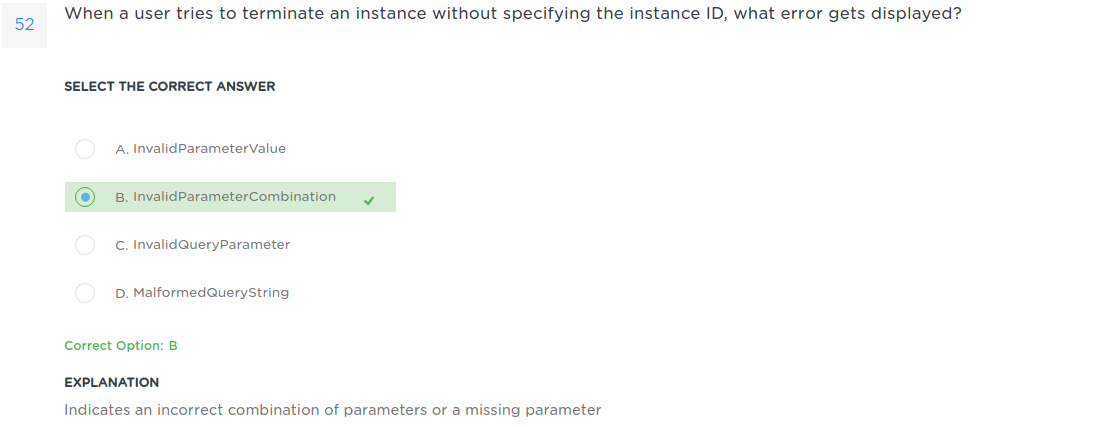 52
When a user tries to terminate an instance without specifying the instance ID, what error gets displayed?
SELECT THE CORRECT ANSWER
A. InvalidParameterValue
B. InvalidParameterCombination
C. InvalidQueryParameter
D. MalformedQueryString
Correct Option: B
EXPLANATION
Indicates an incorrect combination of parameters or a missing parameter